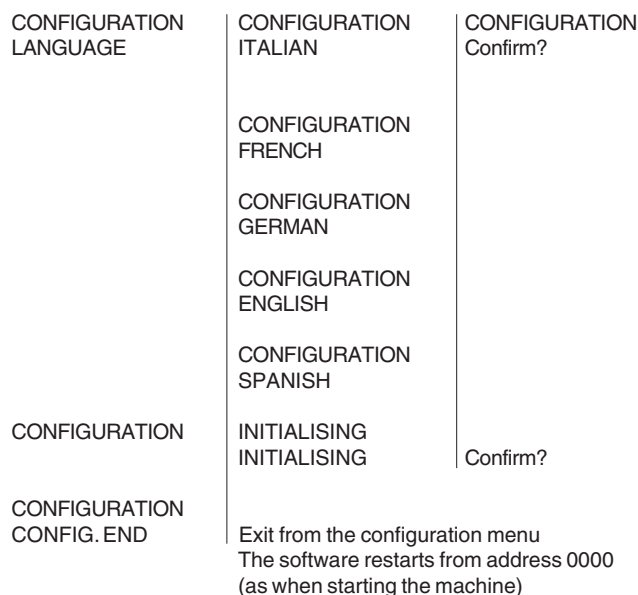 CONFIGURATION CONFIGURATION CONFIGURATION
LANGUAGE ITALIAN Confirm?
CONFIGURATION
FRENCH
CONFIGURATION
GERMAN
CONFIGURATION
ENGLISH
CONFIGURATION
SPANISH
CONFIGURATION INITIALISING
INITIALISING Confirm?
CONFIGURATION
CONFIG. END Exit from the configuration menu
The software restarts from address 0000
(as when starting the machine)